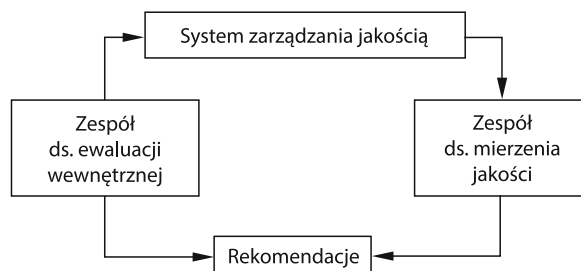 System zarządzania jakością
Zespół
ds. ewaluacji
wewnętrznej
Zespół
ds. mierzenia
jakości
Rekomendacje